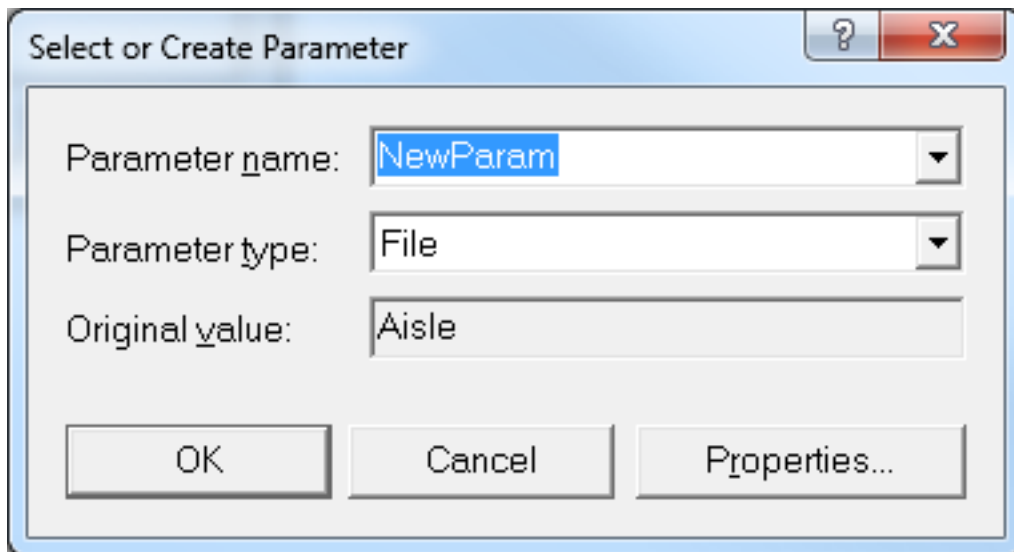 Select or Create Parameter ?
Parameter name: NewParam
Parameter type: File
Original value: Aisle
OK Cancel Properties...